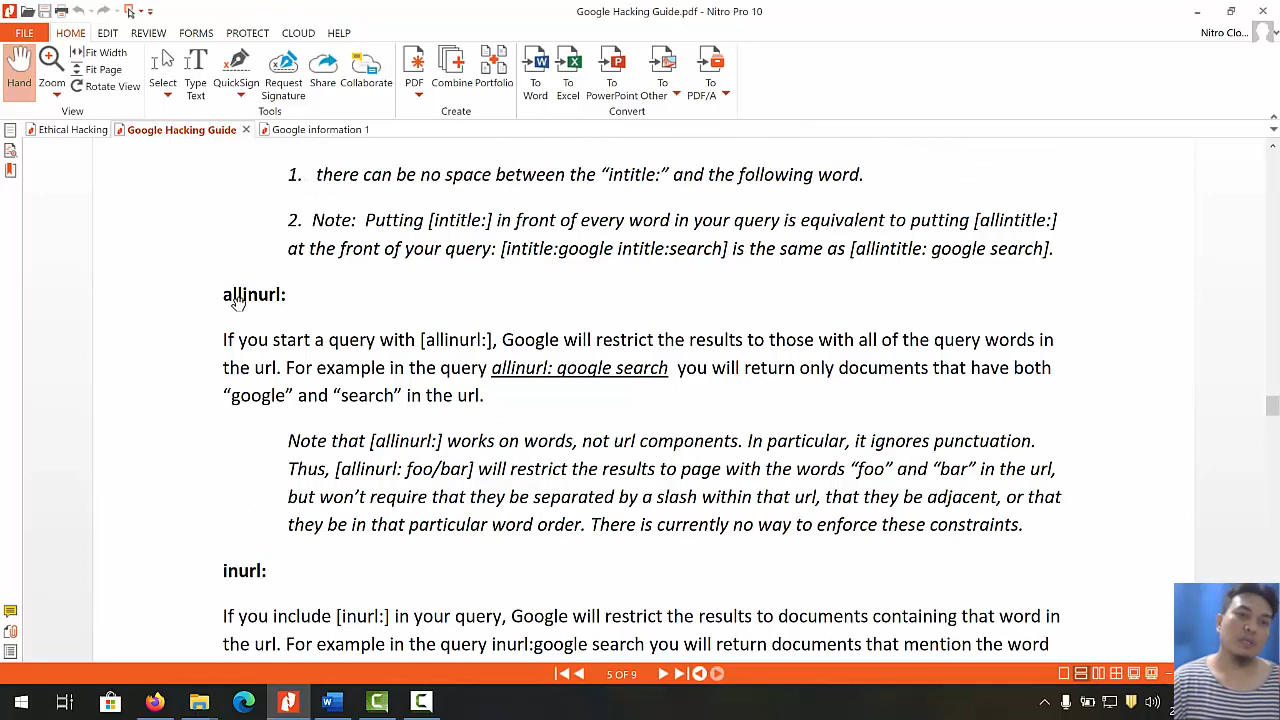 Google Hacking Guide.pdf - Nitro Pro 10
FILE HOME EDIT REVIEW FORMS PROTECT CLOUD HELP
Nitro Clo...
Hand Zoom Fit Width
Fit Page
Rotate View
View
Select Type Text QuickSign Request Signature Share Collaborate
Tools
PDF Combine Portfolio
Create
To Word To Excel To PowerPoint To Other To PDF/A
Convert
Ethical Hacking Google Hacking Guide Google information 1
1. there can be no space between the “intitle:” and the following word.
2. Note: Putting [intitle:] in front of every word in your query is equivalent to putting [allintitle:]
at the front of your query: [intitle:google intitle:search] is the same as [allintitle: google search].
allinurl:
If you start a query with [allinurl:], Google will restrict the results to those with all of the query words in
the url. For example in the query allinurl: google search you will return only documents that have both
“google” and “search” in the url.
Note that [allinurl:] works on words, not url components. In particular, it ignores punctuation.
Thus, [allinurl: foo/bar] will restrict the results to page with the words “foo” and “bar” in the url,
but won’t require that they be separated by a slash within that url, that they be adjacent, or that
they be in that particular word order. There is currently no way to enforce these constraints.
inurl:
If you include [inurl:] in your query, Google will restrict the results to documents containing that word in
the url. For example in the query inurl:google search you will return documents that mention the word
5 OF 9